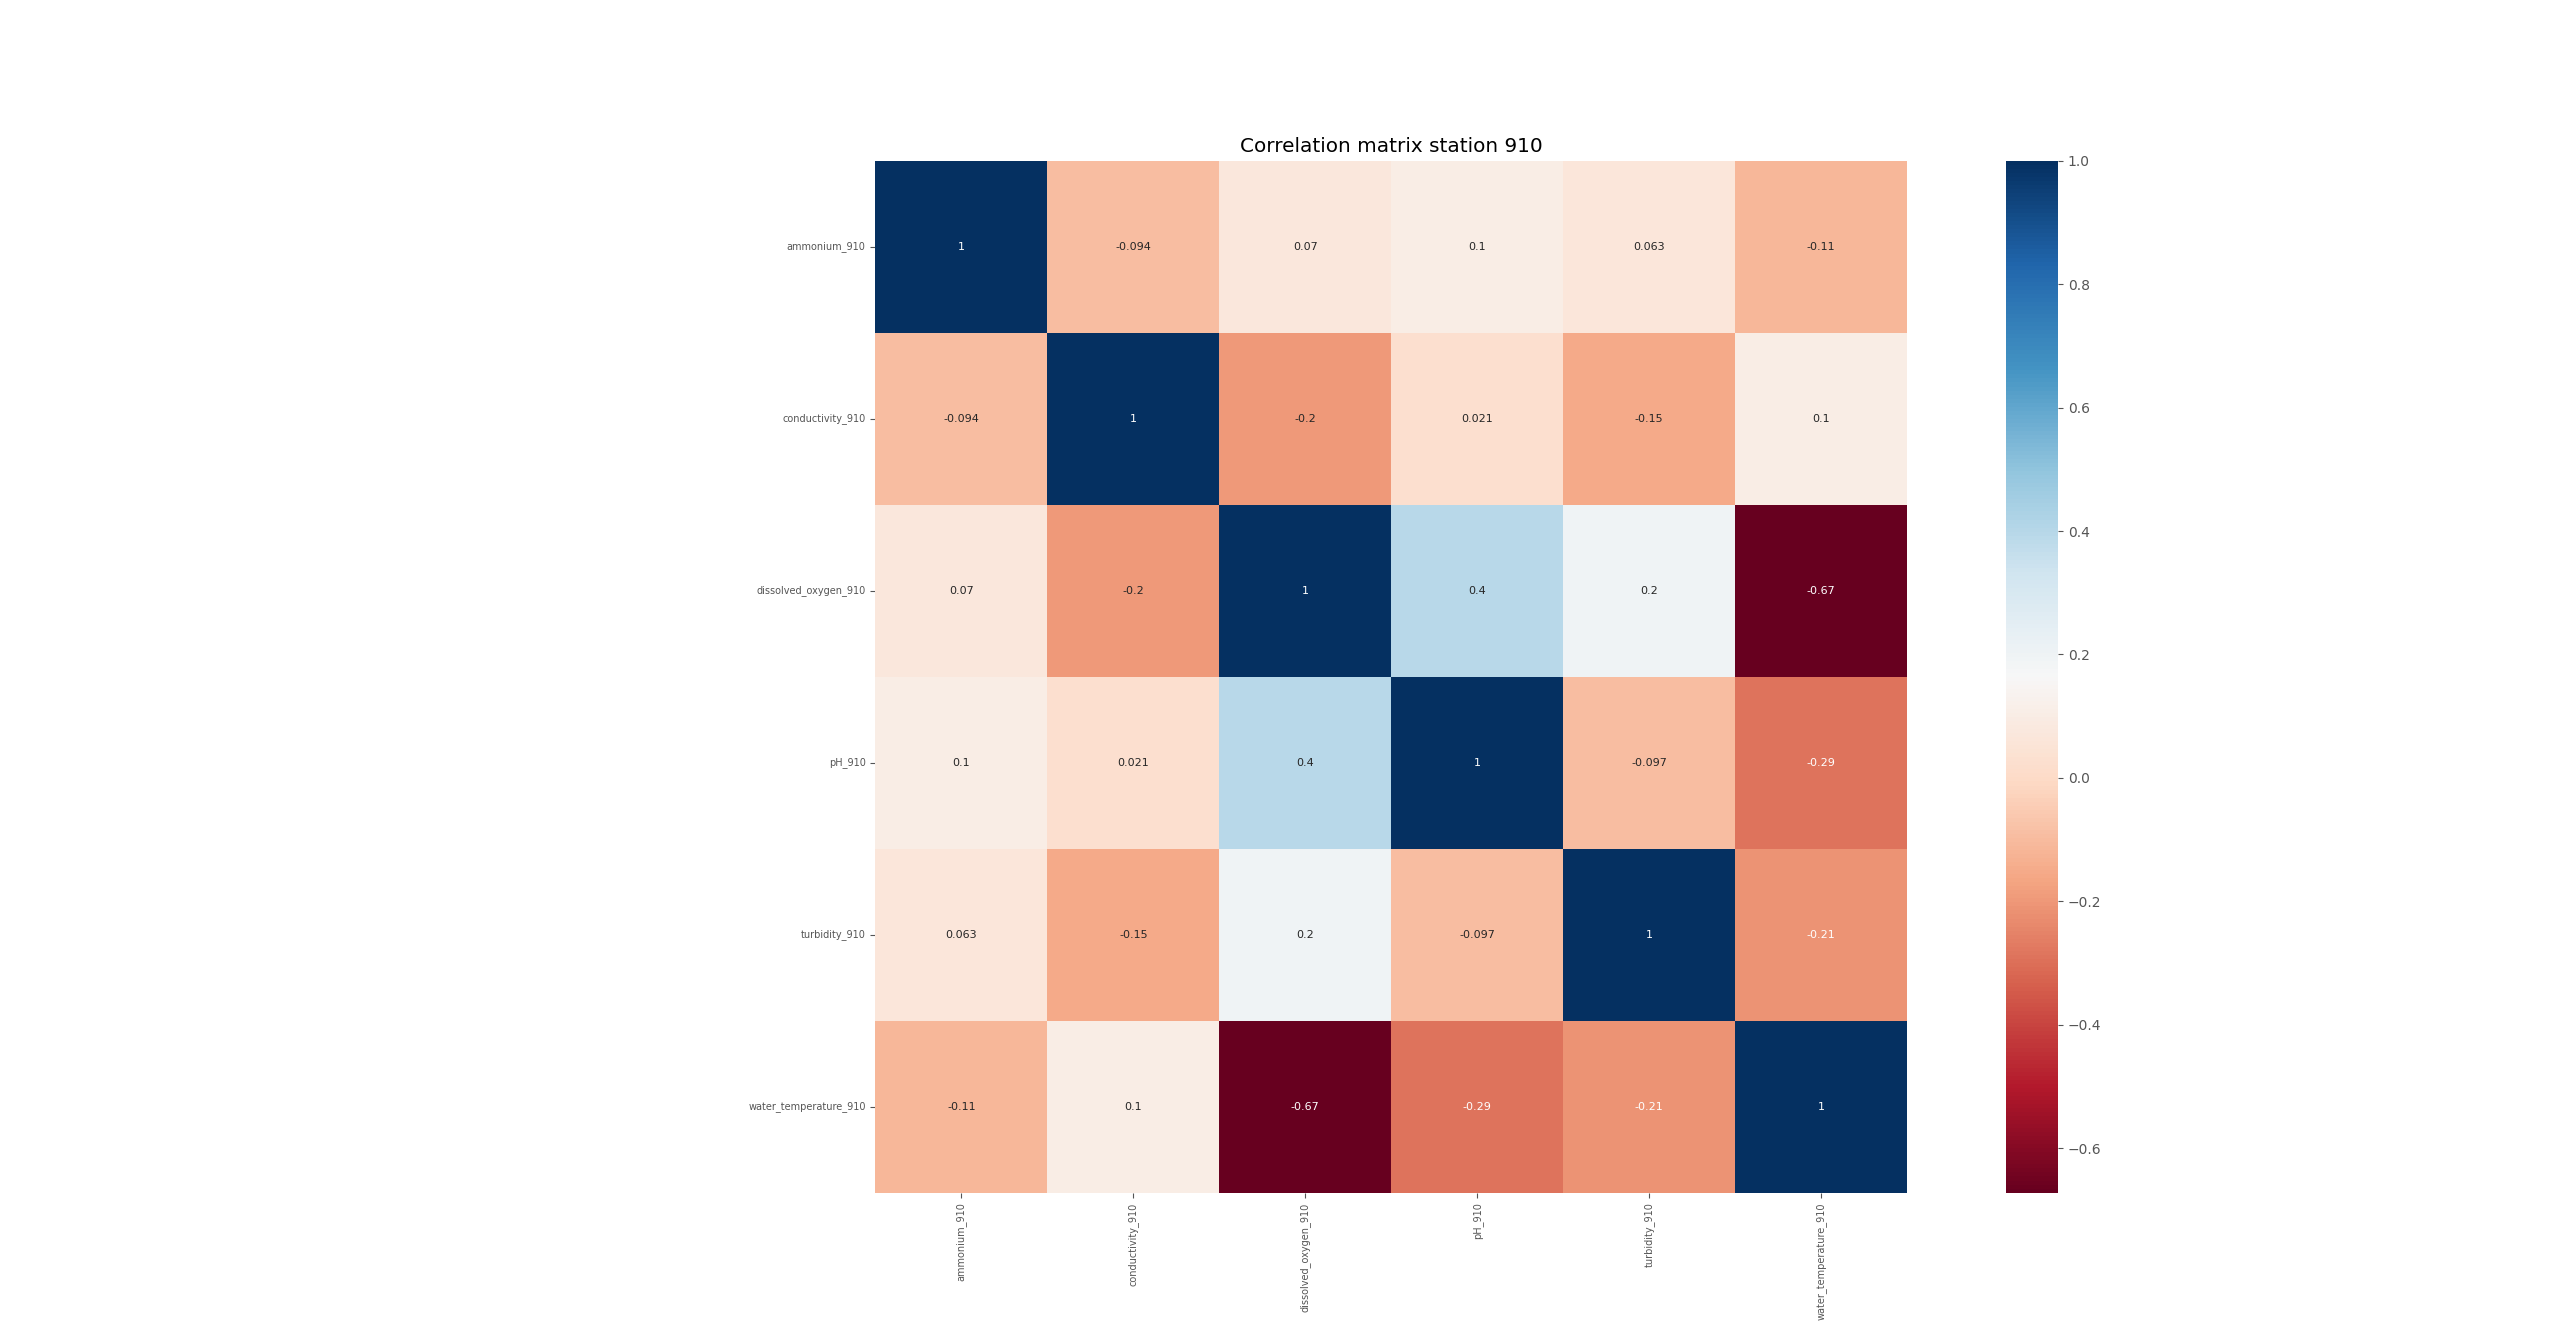 Correlation matrix station 910
ammonium_910 1 -0.094 0.07 0.1 0.063 -0.11
conductivity_910 -0.094 1 -0.2 0.021 -0.15 0.1
dissolved_oxygen_910 0.07 -0.2 1 0.4 0.2 -0.67
pH_910 0.1 0.021 0.4 1 -0.097 -0.29
turbidity_910 0.063 -0.15 0.2 -0.097 1 -0.21
water_temperature_910 -0.11 0.1 -0.67 -0.29 -0.21 1
ammonium_910
conductivity_910
dissolved_oxygen_910
pH_910
turbidity_910
water_temperature_910
1.0
0.8
0.6
0.4
0.2
0.0
−0.2
−0.4
−0.6